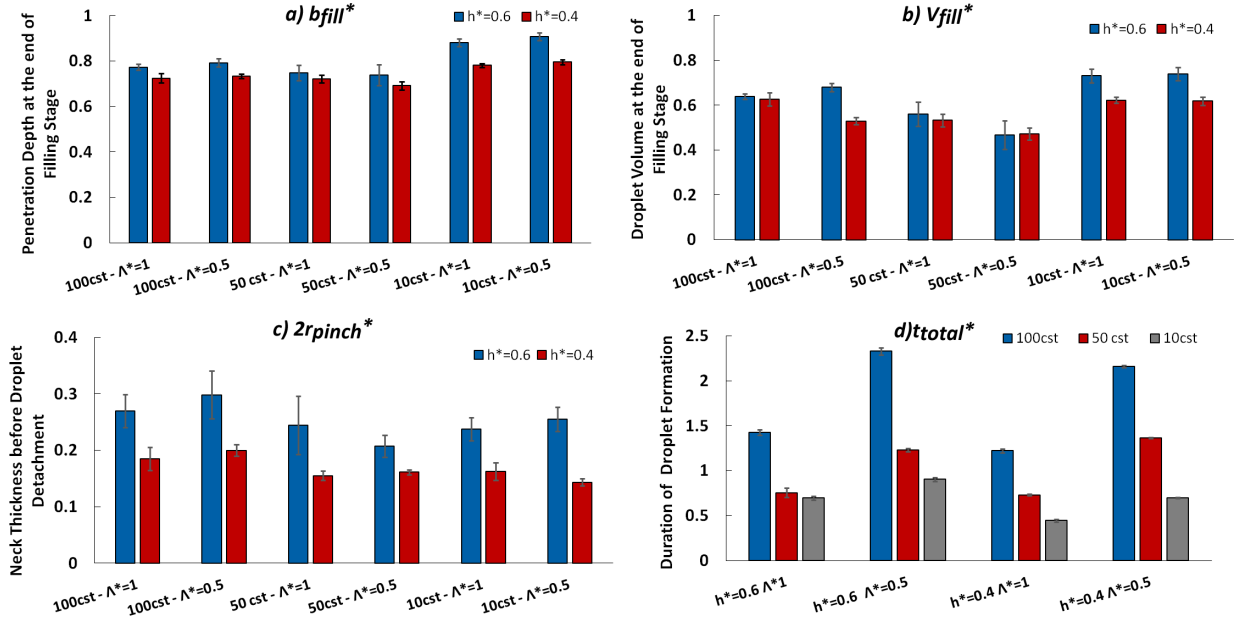 a) bfill*
h*=0.6 h*=0.4
Penetration Depth at the end of
Filling Stage
1
0.8
0.6
0.4
0.2
0
100cst - Λ*=1
100cst - Λ*=0.5
50 cst - Λ*=1
50cst - Λ*=0.5
10cst - Λ*=1
10cst - Λ*=0.5
b) Vfill*
h*=0.6 h*=0.4
Droplet Volume at the end of
Filling Stage
1
0.8
0.6
0.4
0.2
0
100cst - Λ*=1
100cst - Λ*=0.5
50 cst - Λ*=1
50cst - Λ*=0.5
10cst - Λ*=1
10cst - Λ*=0.5
c) 2rpinch*
h*=0.6 h*=0.4
Neck Thickness before Droplet
Detachment
0.4
0.3
0.2
0.1
0
100cst - Λ*=1
100cst - Λ*=0.5
50 cst - Λ*=1
50cst - Λ*=0.5
10cst - Λ*=1
10cst - Λ*=0.5
d)ttotal*
100cst 50 cst 10cst
Duration of Droplet Formation
2.5
2
1.5
1
0.5
0
h*=0.6 Λ*1
h*=0.6 Λ*=0.5
h*=0.4 Λ*=1
h*=0.4 Λ*=0.5